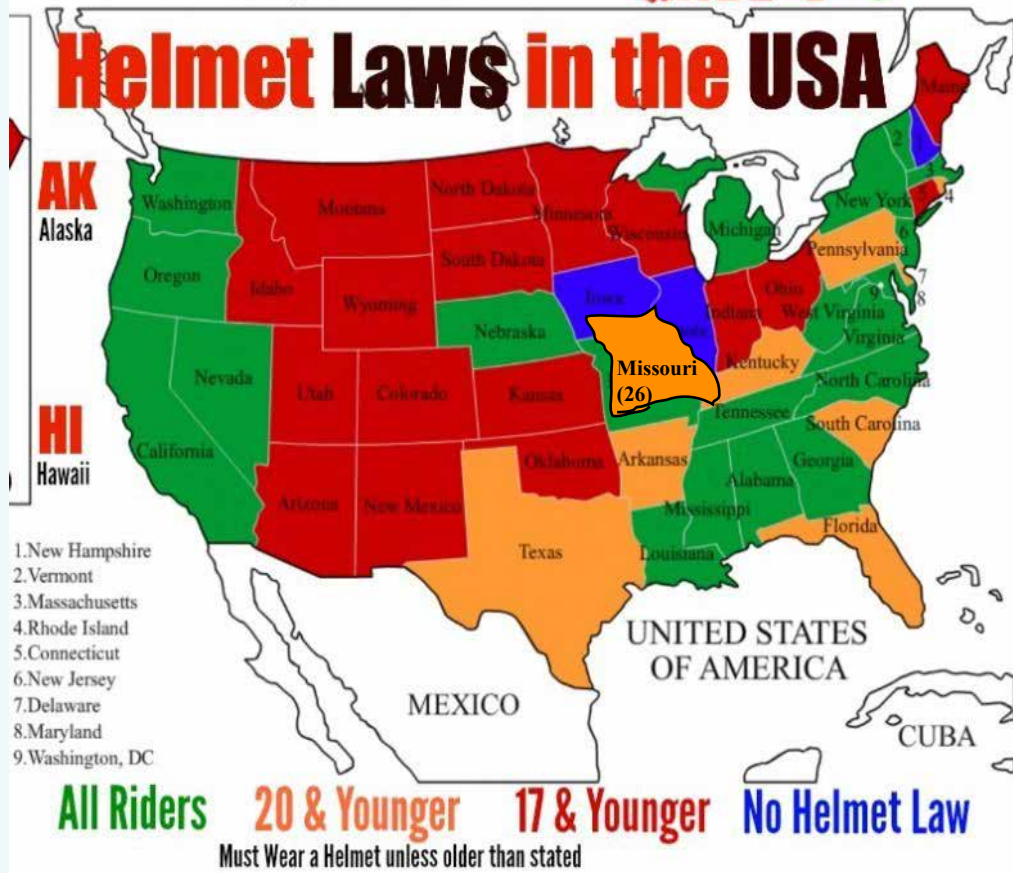 Helmet Laws in the USA
AK
Alaska
HI
Hawaii
Washington
Oregon
California
Nevada
Idaho
Montana
Wyoming
Utah
Colorado
Arizona
New Mexico
North Dakota
South Dakota
Nebraska
Kansas
Oklahoma
Texas
Minnesota
Iowa
Missouri
(26)
Arkansas
Louisiana
Wisconsin
Michigan
Indiana
Ohio
Kentucky
Tennessee
Mississippi
Alabama
Georgia
Florida
South Carolina
North Carolina
Virginia
West Virginia
Pennsylvania
New York
Maine
2
3
4
5
6
7
8
9
1.New Hampshire
2.Vermont
3.Massachusetts
4.Rhode Island
5.Connecticut
6.New Jersey
7.Delaware
8.Maryland
9.Washington, DC
UNITED STATES
OF AMERICA
MEXICO
CUBA
All Riders 20 & Younger 17 & Younger No Helmet Law
Must Wear a Helmet unless older than stated